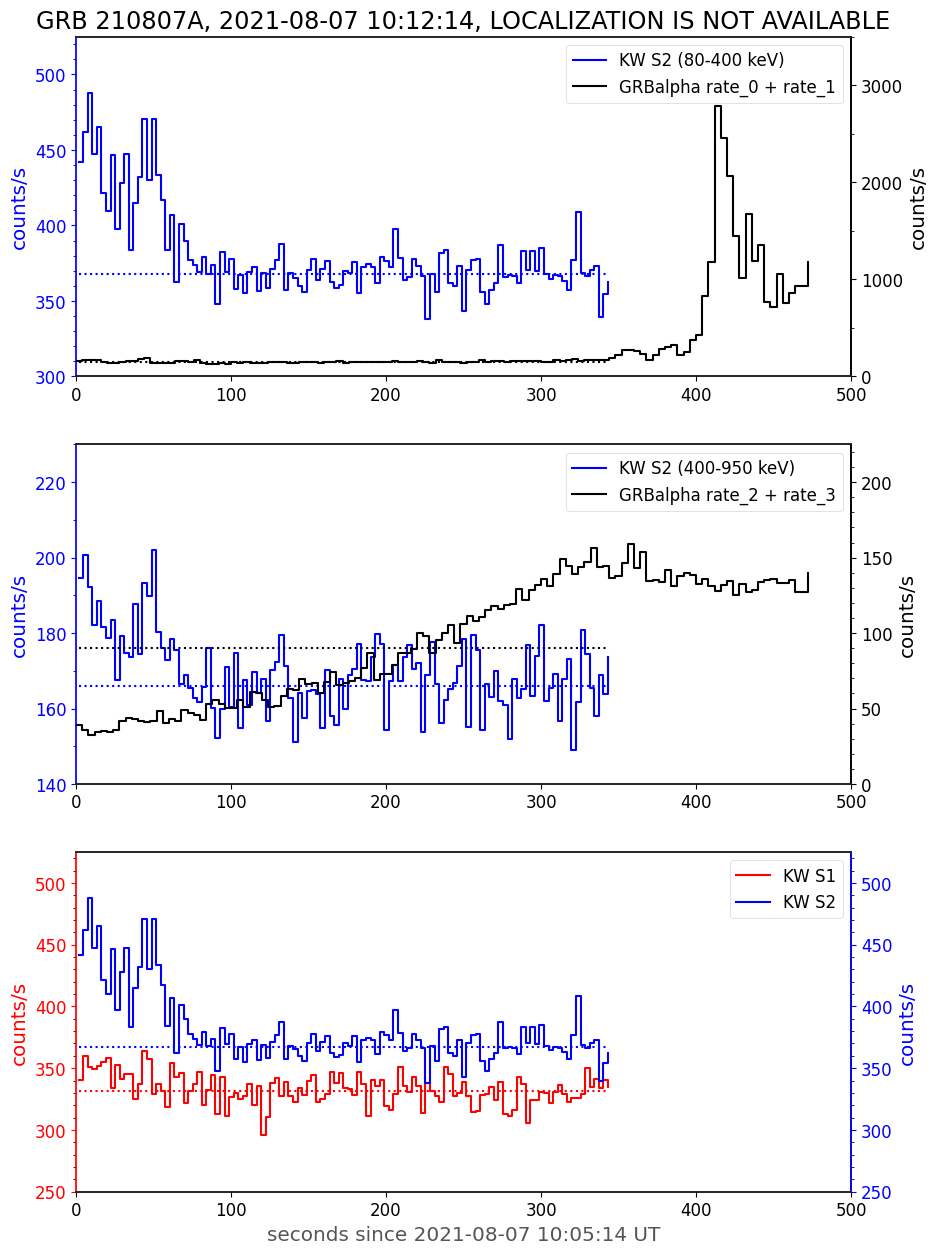 GRB 210807A, 2021-08-07 10:12:14, LOCALIZATION IS NOT AVAILABLE
KW S2 (80-400 keV)
GRBalpha rate_0 + rate_1
500
450
400
350
300
counts/s
3000
2000
1000
0
counts/s
0 100 200 300 400 500
KW S2 (400-950 keV)
GRBalpha rate_2 + rate_3
220
200
180
160
140
counts/s
200
150
100
50
0
counts/s
0 100 200 300 400 500
KW S1
KW S2
500
450
400
350
300
250
counts/s
500
450
400
350
300
250
counts/s
0 100 200 300 400 500
seconds since 2021-08-07 10:05:14 UT